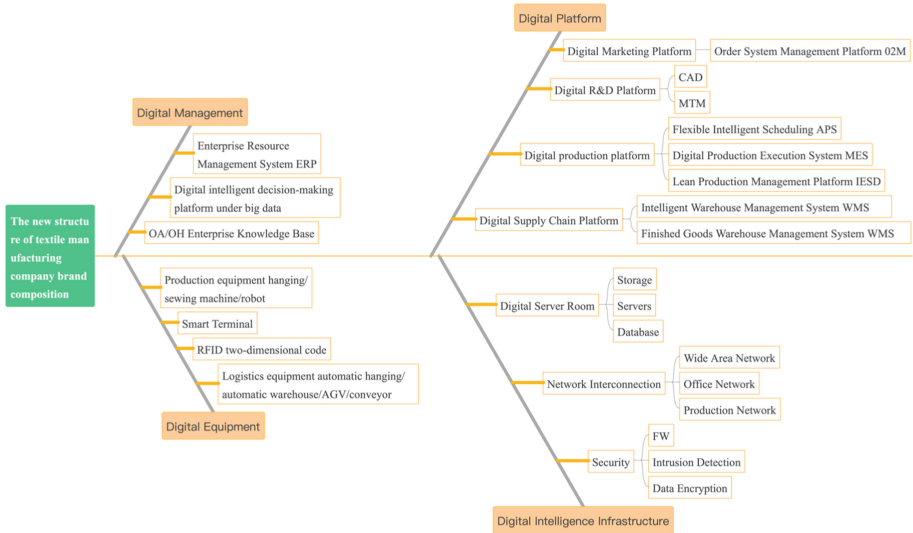 The new structu
re of textile man
ufacturing
company brand
composition
Digital Management
Enterprise Resource
Management System ERP
Digital intelligent decision-making
platform under big data
OA/OH Enterprise Knowledge Base
Production equipment hanging/
sewing machine/robot
Smart Terminal
RFID two-dimensional code
Logistics equipment automatic hanging/
automatic warehouse/AGV/conveyor
Digital Equipment
Digital Platform
Digital Marketing Platform
Order System Management Platform 02M
Digital R&D Platform
CAD
MTM
Digital production platform
Flexible Intelligent Scheduling APS
Digital Production Execution System MES
Lean Production Management Platform IESD
Digital Supply Chain Platform
Intelligent Warehouse Management System WMS
Finished Goods Warehouse Management System WMS
Digital Server Room
Storage
Servers
Database
Network Interconnection
Wide Area Network
Office Network
Production Network
Security
FW
Intrusion Detection
Data Encryption
Digital Intelligence Infrastructure